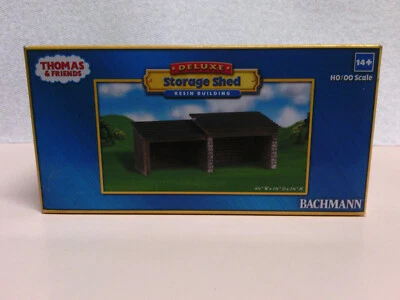 THOMAS
& FRIENDS
DELUXE
Storage Shed
RESIN BUILDING
14+
HO/OO Scale
BACHMANN